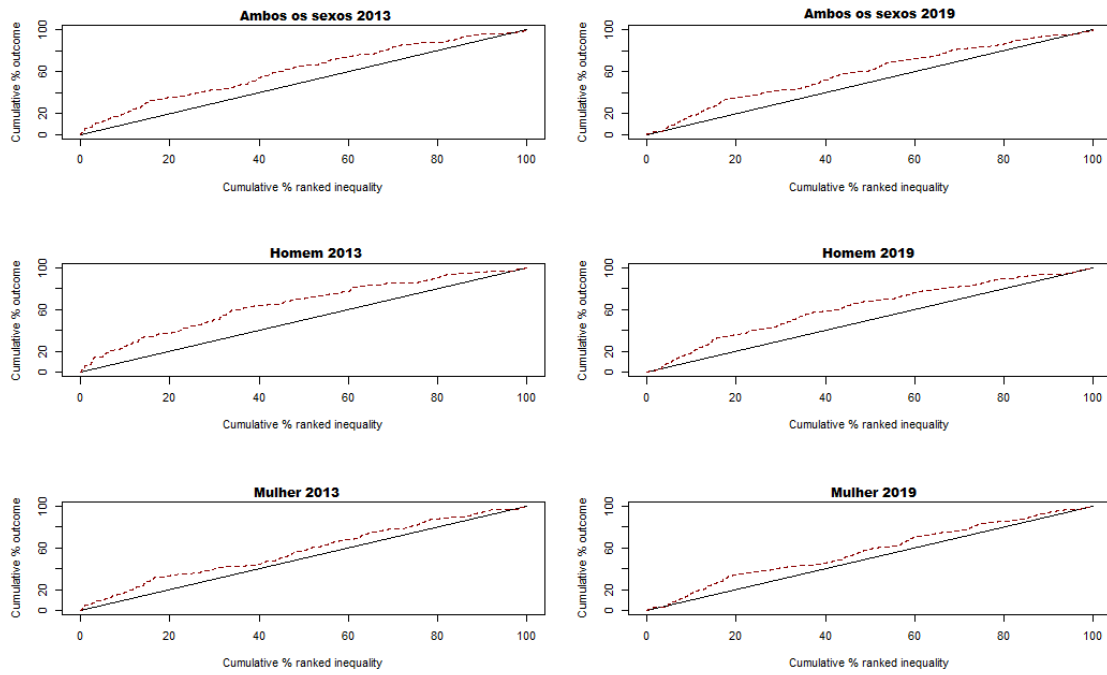 Ambos os sexos 2013
Cumulative % outcome
0 20 60 100
0 20 40 60 80 100
Cumulative % ranked inequality
Ambos os sexos 2019
Cumulative % outcome
0 20 60 100
0 20 40 60 80 100
Cumulative % ranked inequality
Homem 2013
Cumulative % outcome
0 20 60 100
0 20 40 60 80 100
Cumulative % ranked inequality
Homem 2019
Cumulative % outcome
0 20 60 100
0 20 40 60 80 100
Cumulative % ranked inequality
Mulher 2013
Cumulative % outcome
0 20 60 100
0 20 40 60 80 100
Cumulative % ranked inequality
Mulher 2019
Cumulative % outcome
0 20 60 100
0 20 40 60 80 100
Cumulative % ranked inequality